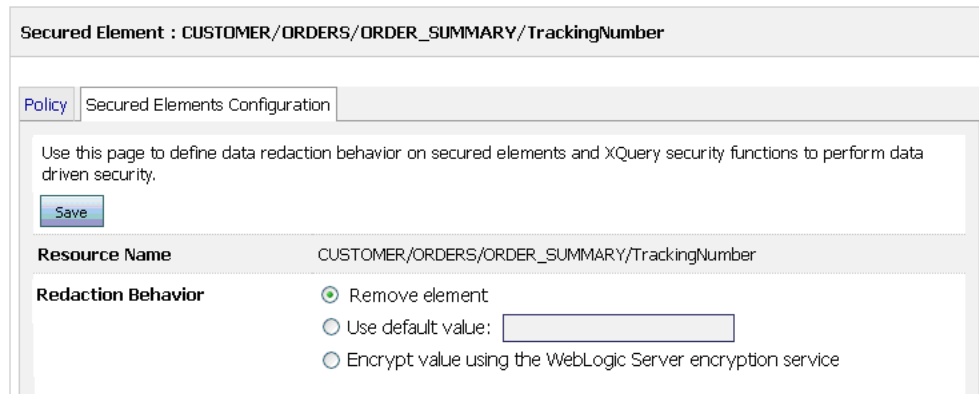 Secured Element : CUSTOMER/ORDERS/ORDER_SUMMARY/TrackingNumber
Policy Secured Elements Configuration
Use this page to define data redaction behavior on secured elements and XQuery security functions to perform data
driven security.
Save
Resource Name CUSTOMER/ORDERS/ORDER_SUMMARY/TrackingNumber
Redaction Behavior Remove element
Use default value:
Encrypt value using the WebLogic Server encryption service